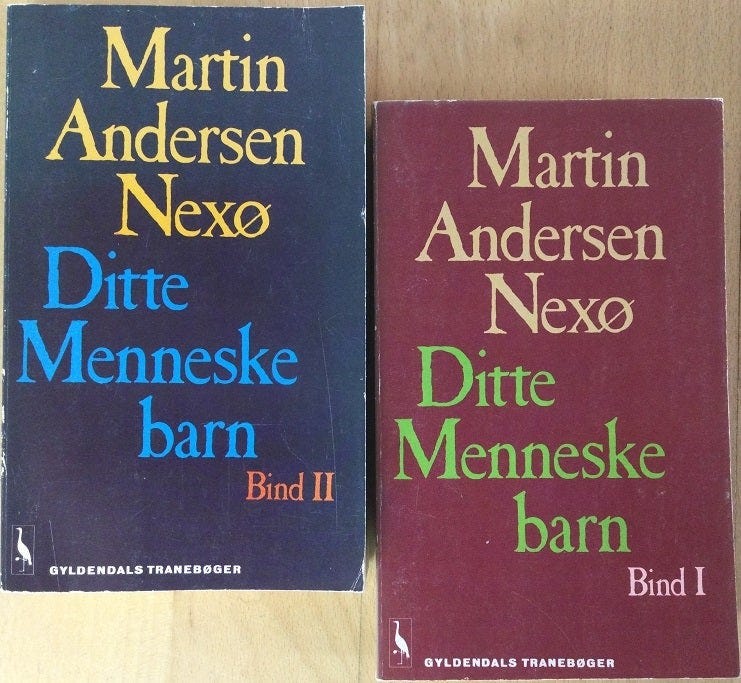 Martin
Andersen
Nexø
Ditte
Menneske
barn
Bind II
GYLDENDALS TRANEBØGER
Martin
Andersen
Nexø
Ditte
Menneske
barn
Bind I
GYLDENDALS TRANEBØGER